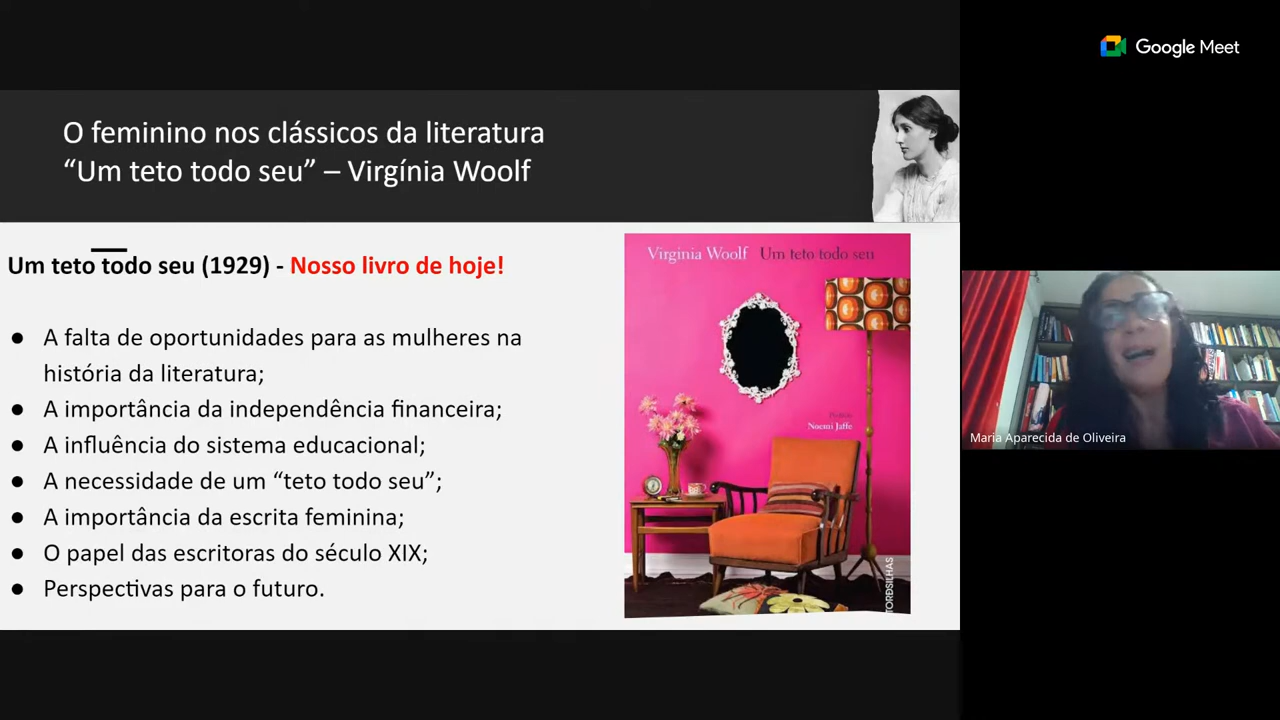 Google Meet
O feminino nos clássicos da literatura
“Um teto todo seu” – Virgínia Woolf
Um teto todo seu (1929) - Nosso livro de hoje!
● A falta de oportunidades para as mulheres na
história da literatura;
● A importância da independência financeira;
● A influência do sistema educacional;
● A necessidade de um “teto todo seu”;
● A importância da escrita feminina;
● O papel das escritoras do século XIX;
● Perspectivas para o futuro.
Virginia Woolf Um teto todo seu
Prefácio
Noemi Jaffe
TORDSILHAS
Maria Aparecida de Oliveira